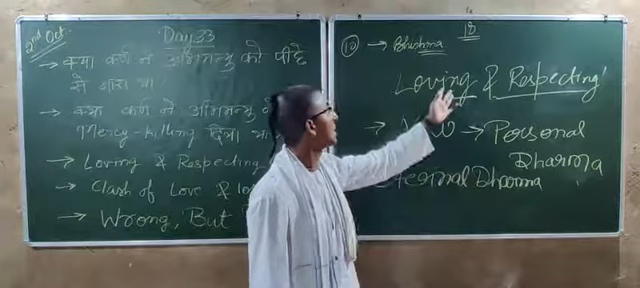 2nd Oct.
Day 33
→ क्या कर्ण ने अभिमन्यु को पीछे
से मारा था
→ क्या कर्ण ने अभिमन्यु
Mercy-killing दिया था
→ Loving & Respecting
→ Clash of Love &
→ Wrong, But
18
10 → Bhishma
Loving & Respecting
→ → Personal
Dharma
Eternal Dharma